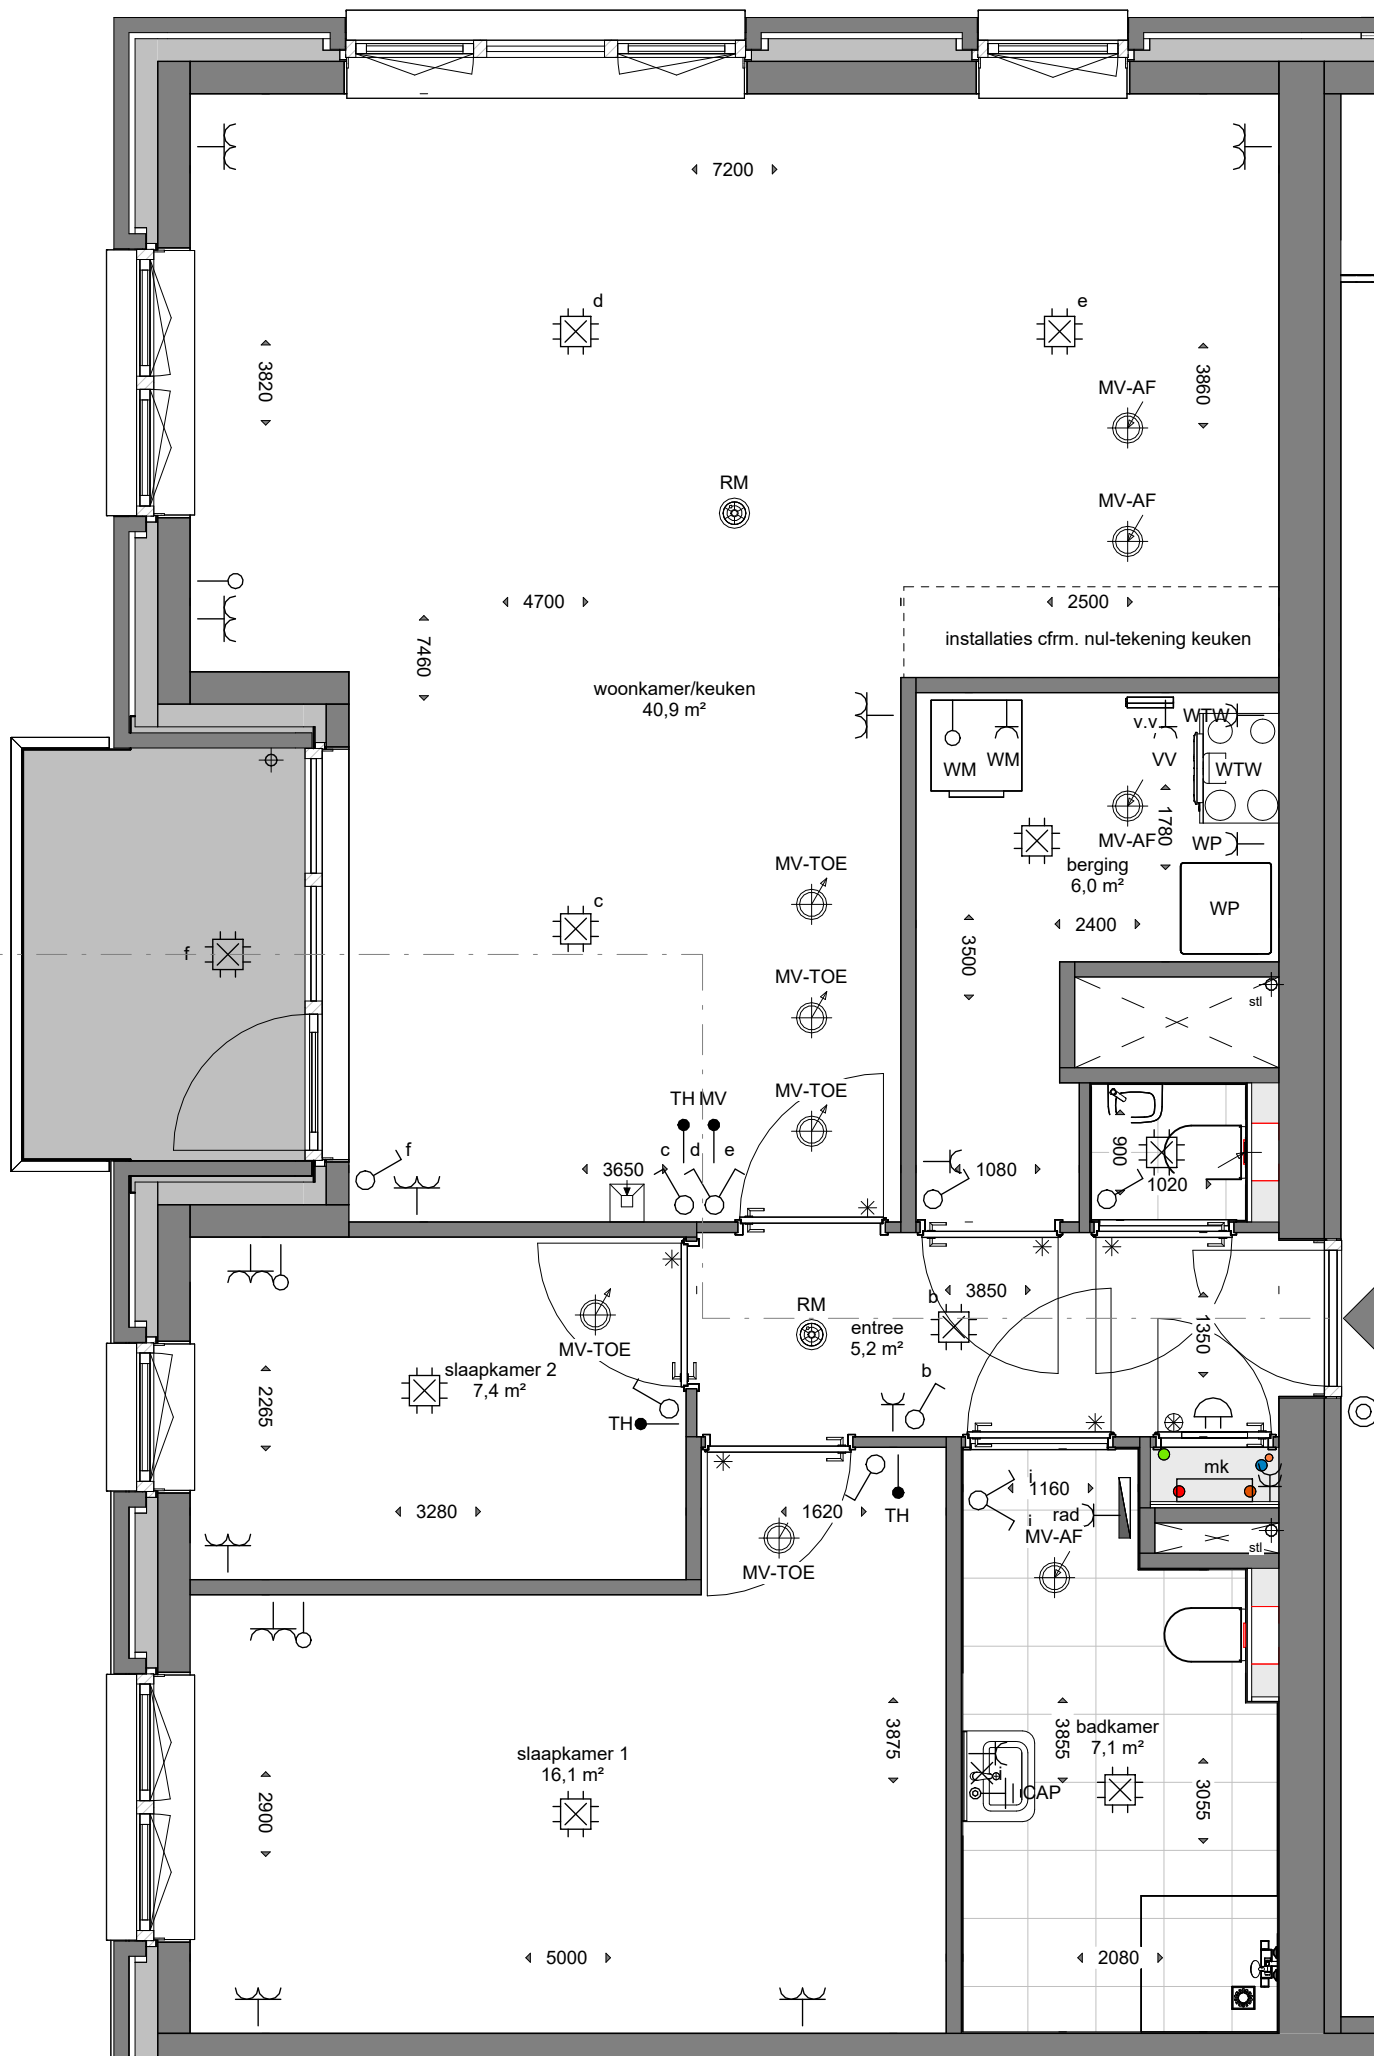 7200
d
e
3820
3860
MV-AF
RM
MV-AF
4700
2500
7460
installaties cfrm. nul-tekening keuken
woonkamer/keuken
40,9 m²
v.v.
WTW
WM
WM
VV
WTW
1780
MV-AF
WP
berging
6,0 m²
MV-TOE
c
WP
2400
f
3500
MV-TOE
stl
MV-TOE
TH
MV
f
c
d
e
3650
1080
900
1020
3850
b
RM
entree
5,2 m²
1350
MV-TOE
slaapkamer 2
7,4 m²
b
2265
TH
mk
i
1160
3280
1620
TH
rad
i
MV-AF
stl
MV-TOE
3875
3855
badkamer
7,1 m²
slaapkamer 1
16,1 m²
i
CAP
2900
3055
5000
2080